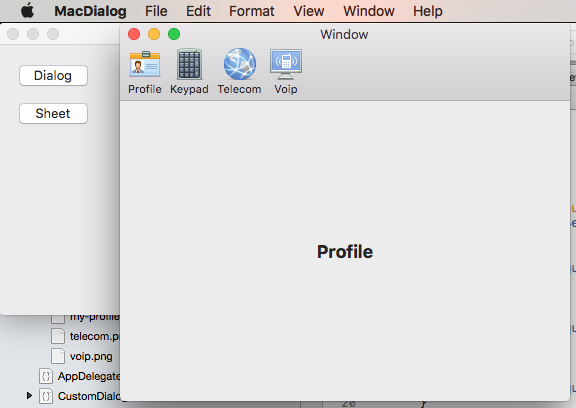 MacDialog File Edit Format View Window Help
Window
Dialog
Sheet
Profile Keypad Telecom Voip
Profile
my-profile
telecom.p
voip.png
AppDelegate
CustomDialog
20 }